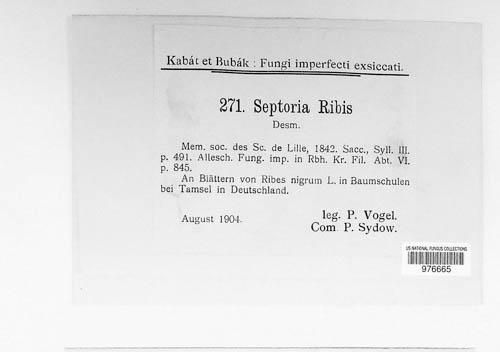 Kabát et Bubák : Fungi imperfecti exsiccati.
271. Septoria Ribis
Desm.
Mem. soc. des Sc. de Lille, 1842. Sacc., Syll. III.
p. 491. Allesch. Fung. imp. in Rbh. Kr. Fil. Abt. VI.
p. 845.
An Blättern von Ribes nigrum L. in Baumschulen
bei Tamsel in Deutschland.
August 1904.
leg. P. Vogel.
Com. P. Sydow.
US NATIONAL FUNGUS COLLECTIONS
976665